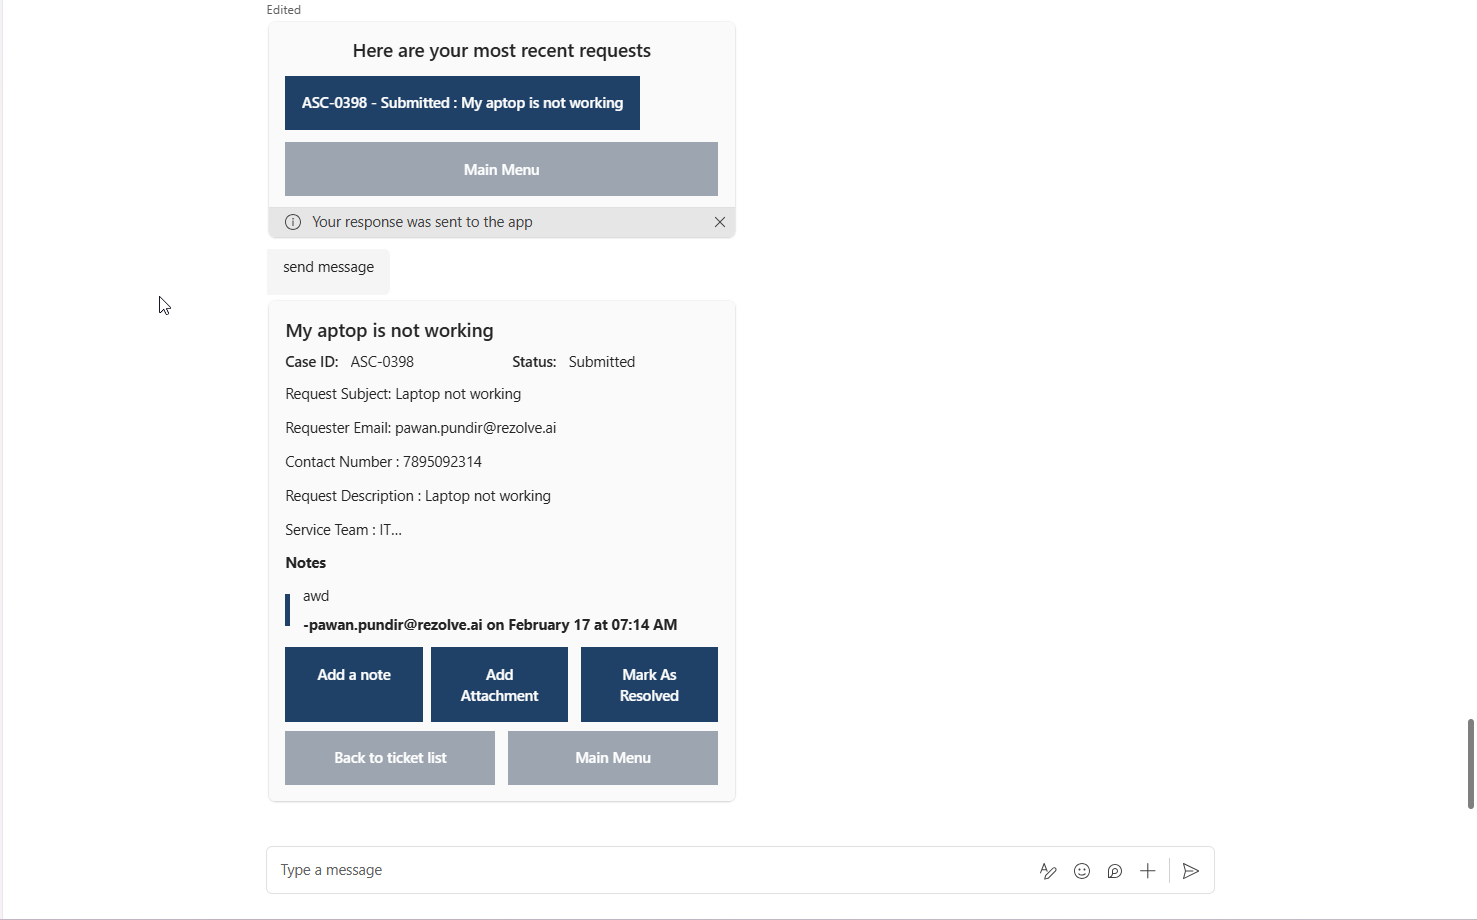 Edited
Here are your most recent requests
ASC-0398 - Submitted : My aptop is not working
Main Menu
Your response was sent to the app
send message
My aptop is not working
Case ID: ASC-0398 Status: Submitted
Request Subject: Laptop not working
Requester Email: pawan.pundir@rezolve.ai
Contact Number : 7895092314
Request Description : Laptop not working
Service Team : IT...
Notes
awd
-pawan.pundir@rezolve.ai on February 17 at 07:14 AM
Add a note
Add
Attachment
Mark As
Resolved
Back to ticket list
Main Menu
Type a message